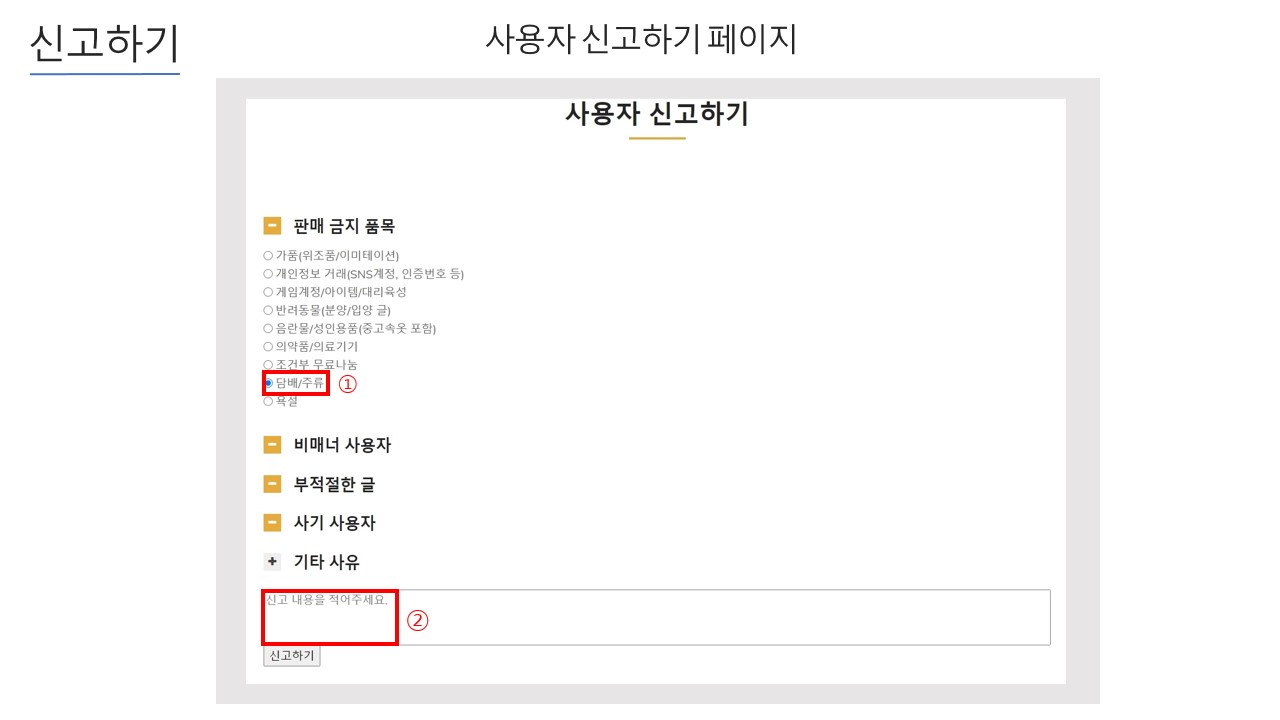 신고하기
사용자 신고하기 페이지
사용자 신고하기
판매 금지 품목
가품(위조품/이미테이션)
개인정보 거래(SNS계정, 인증번호 등)
게임계정/아이템/대리육성
반려동물(분양/입양 글)
음란물/성인용품(중고속옷 포함)
의약품/의료기기
조건부 무료나눔
담배/주류 ①
욕설
비매너 사용자
부적절한 글
사기 사용자
기타 사유
신고 내용을 적어주세요. ②
신고하기